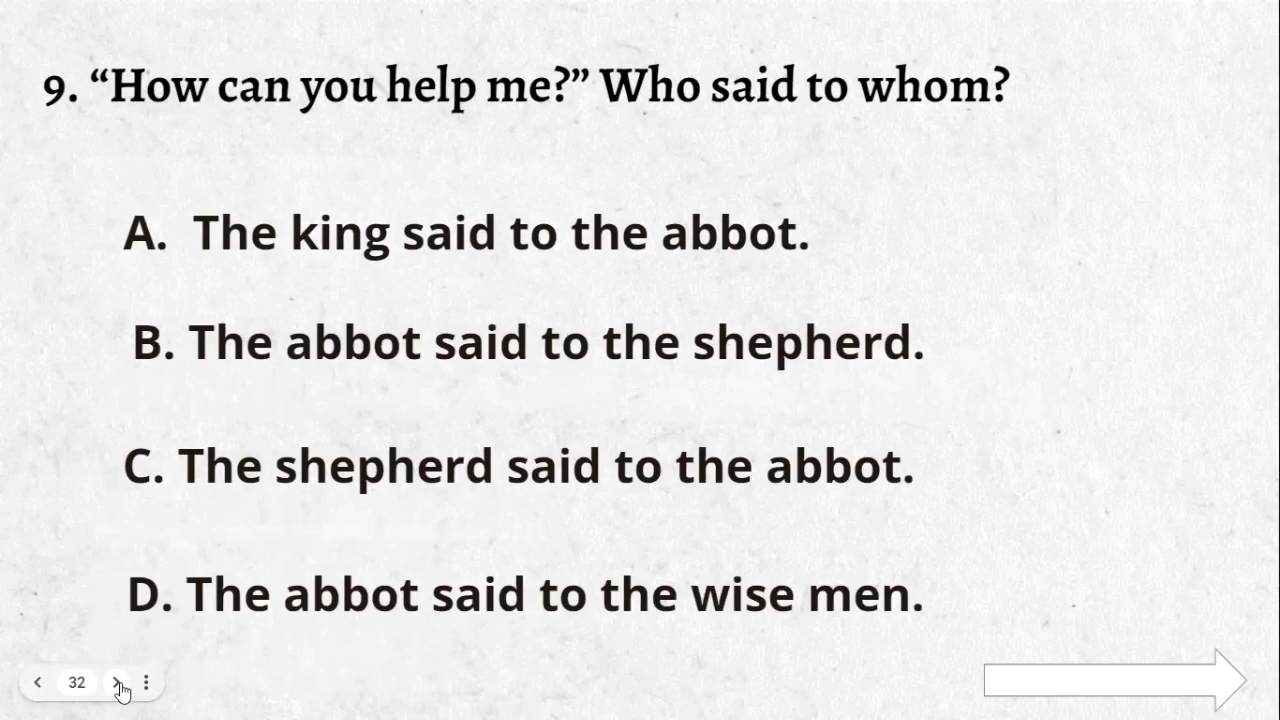 9. “How can you help me?” Who said to whom?
A. The king said to the abbot.
B. The abbot said to the shepherd.
C. The shepherd said to the abbot.
D. The abbot said to the wise men.
32